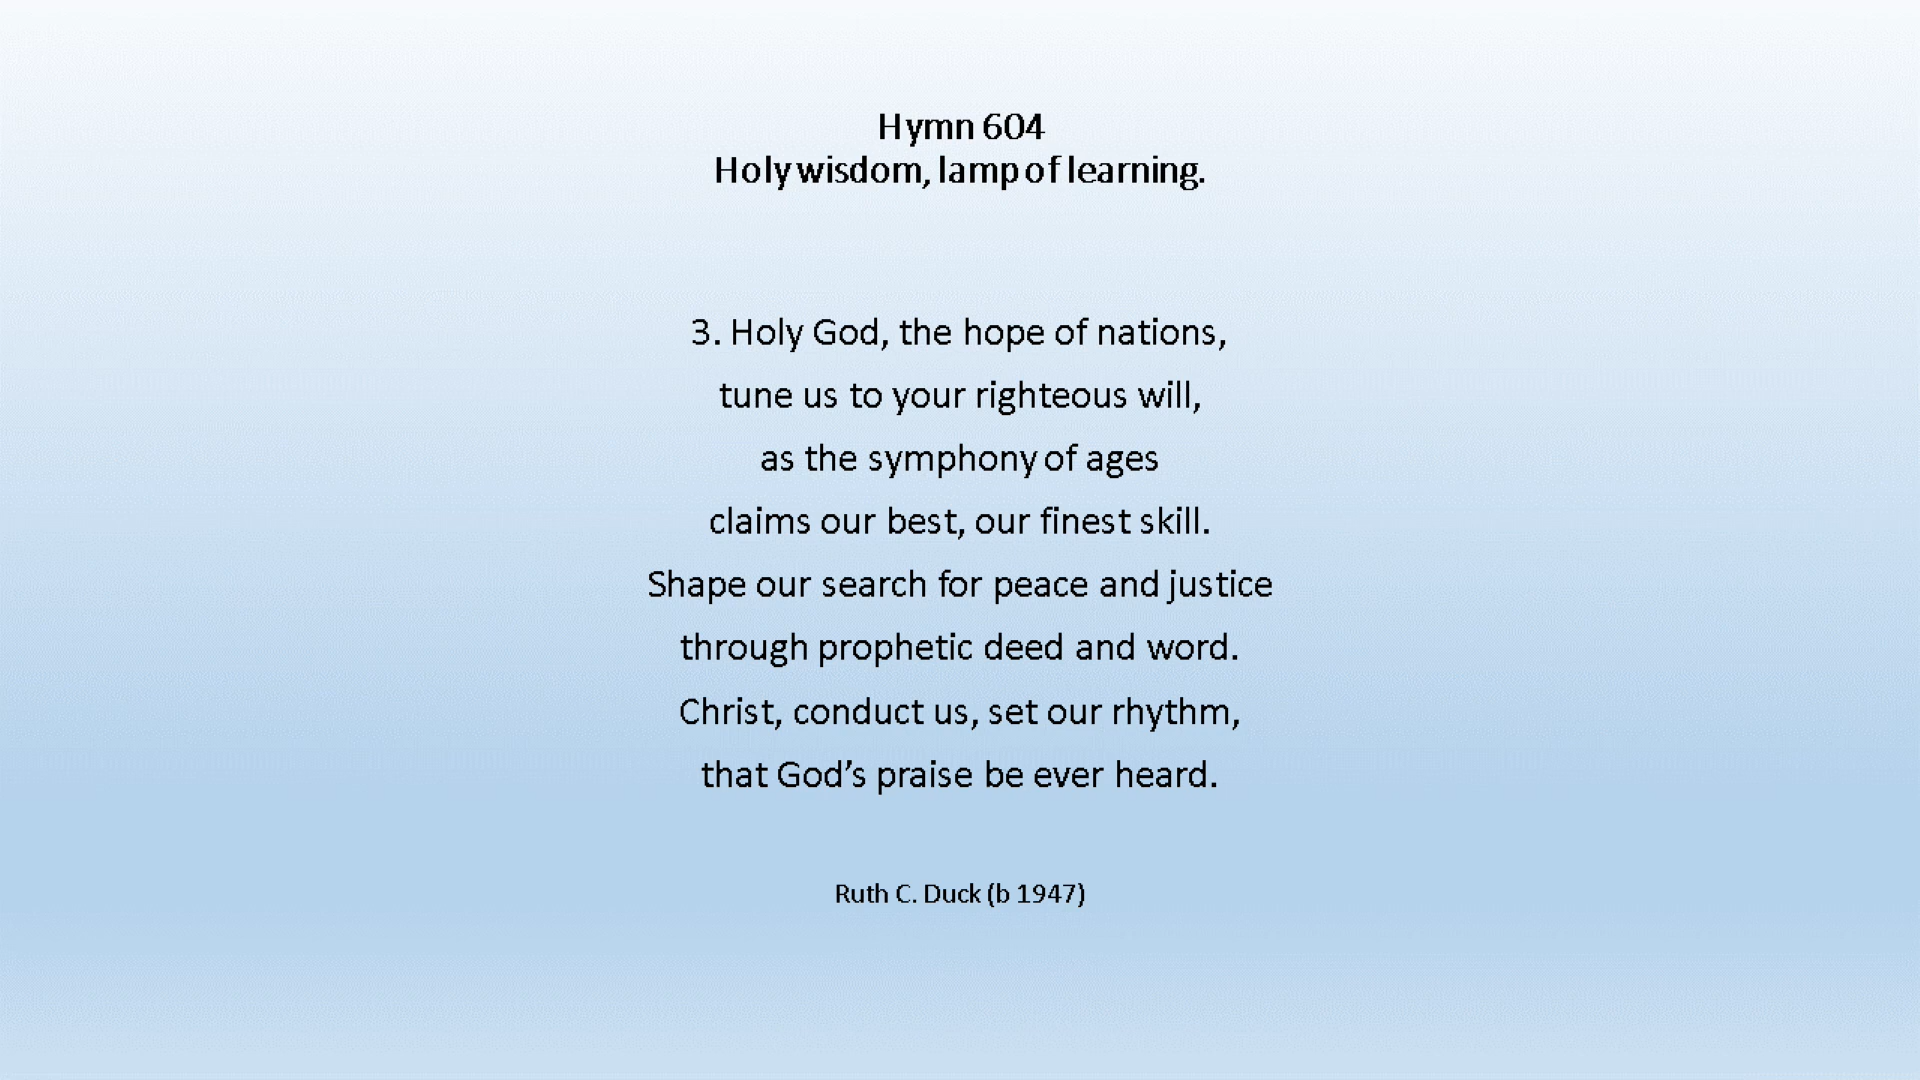 Hymn 604
Holy wisdom, lamp of learning.
3. Holy God, the hope of nations,
tune us to your righteous will,
as the symphony of ages
claims our best, our finest skill.
Shape our search for peace and justice
through prophetic deed and word.
Christ, conduct us, set our rhythm,
that God’s praise be ever heard.
Ruth C. Duck (b 1947)